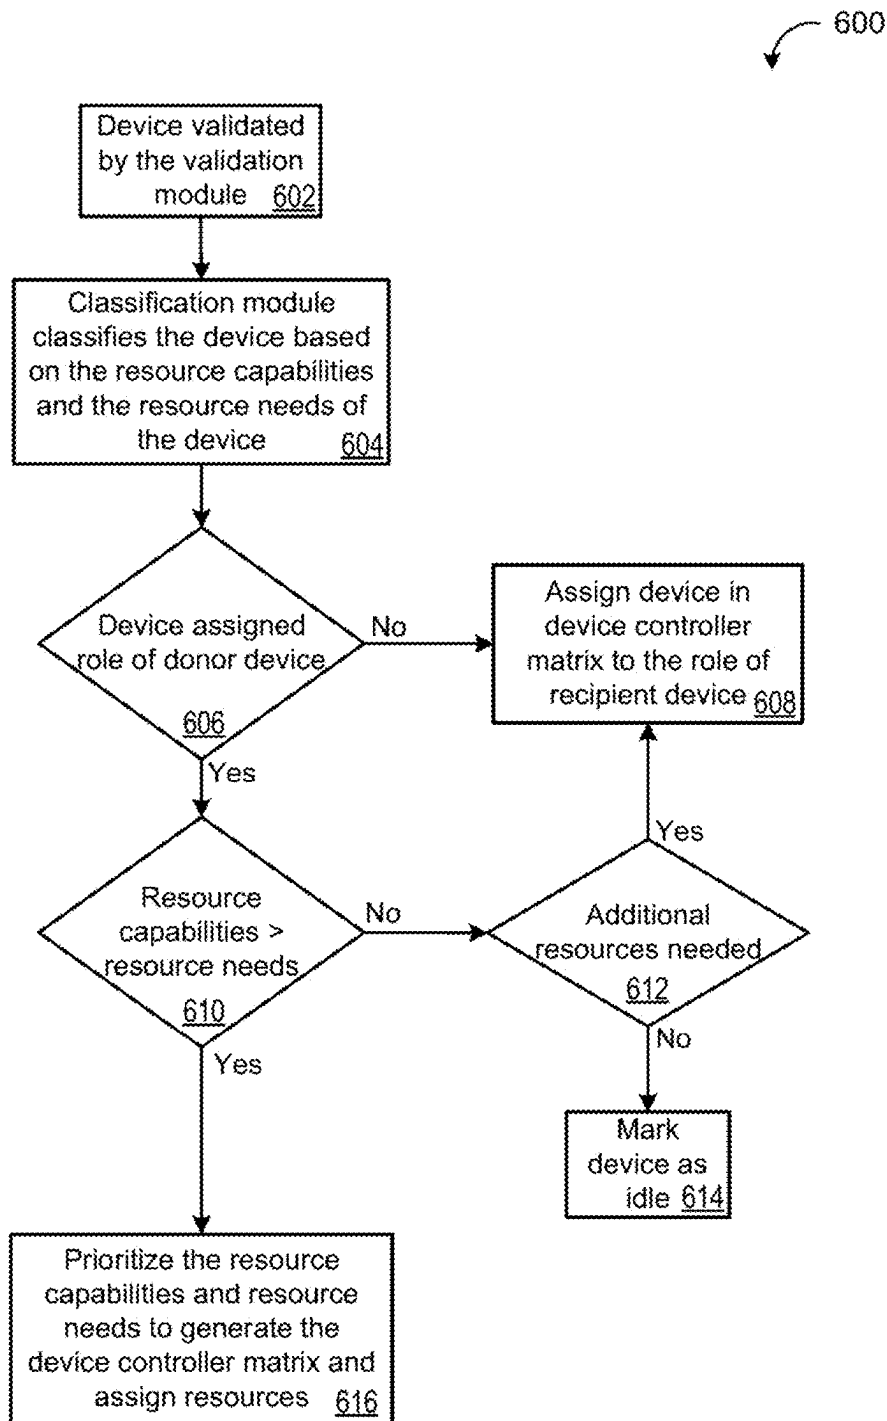 600
Device validated
by the validation
module 602
Classification module
classifies the device based
on the resource capabilities
and the resource needs of
the device 604
Device assigned
role of donor device
606
No
Yes
Assign device in
device controller
matrix to the role of
recipient device 608
Resource
capabilities >
resource needs
610
No
Yes
Additional
resources needed
612
Yes
No
Mark
device as
idle 614
Prioritize the resource
capabilities and resource
needs to generate the
device controller matrix and
assign resources 616